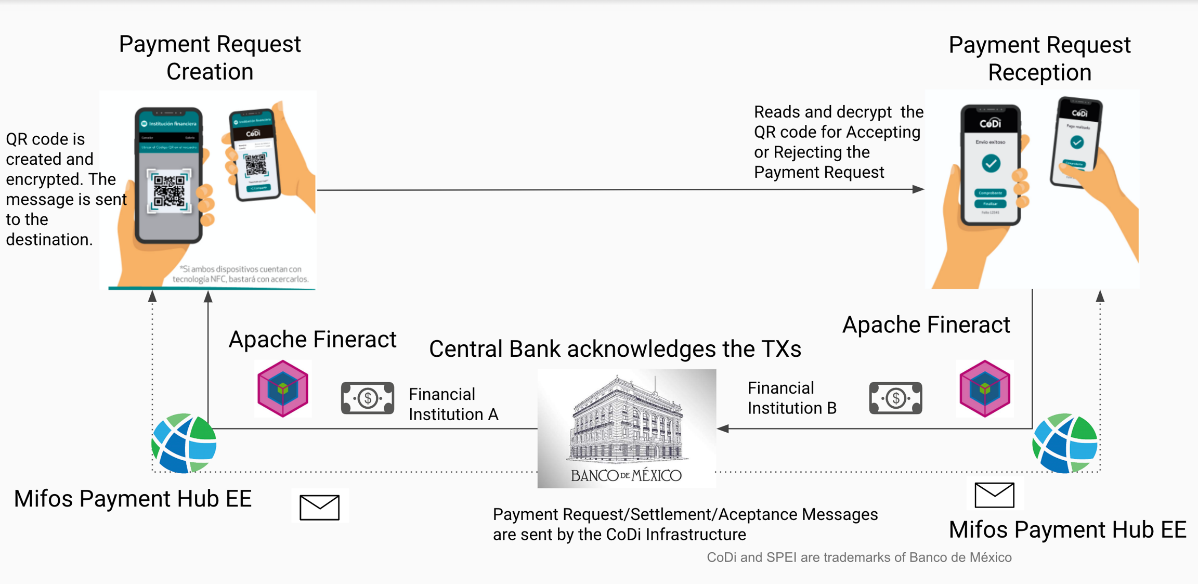 Payment Request
Creation
Payment Request
Reception
QR code is
created and
encrypted. The
message is sent
to the
destination.
Institución financiera
CoDi
*Si ambos dispositivos cuentan con
tecnología NFC, bastará con acercarlos.
Reads and decrypt the
QR code for Accepting
or Rejecting the
Payment Request
CoDi
Envío exitoso
CoDi
Apache Fineract
Central Bank acknowledges the TXs
Apache Fineract
Financial
Institution A
Financial
Institution B
BANCO DE MÉXICO
Mifos Payment Hub EE
Payment Request/Settlement/Aceptance Messages
are sent by the CoDi Infrastructure
Mifos Payment Hub EE
CoDi and SPEI are trademarks of Banco de México